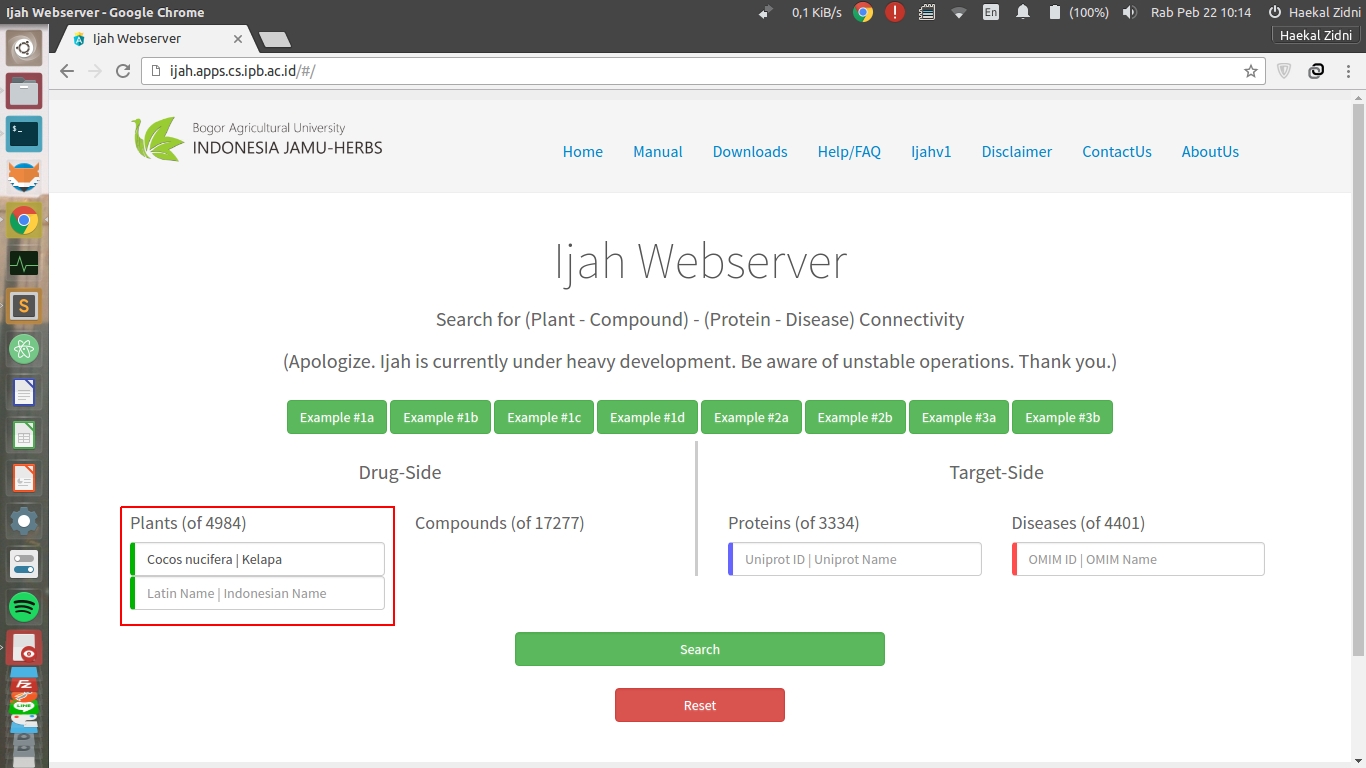 Ijah Webserver - Google Chrome
0,1 KiB/s
En
(100%)
Rab Peb 22 10:14
Haekal Zidni
Haekal Zidni
Ijah Webserver
ijah.apps.cs.ipb.ac.id/#/
Bogor Agricultural University
INDONESIA JAMU-HERBS
Home
Manual
Downloads
Help/FAQ
Ijahv1
Disclaimer
ContactUs
AboutUs
Ijah Webserver
Search for (Plant - Compound) - (Protein - Disease) Connectivity
(Apologize. Ijah is currently under heavy development. Be aware of unstable operations. Thank you.)
Example #1a
Example #1b
Example #1c
Example #1d
Example #2a
Example #2b
Example #3a
Example #3b
Drug-Side
Target-Side
Plants (of 4984)
Compounds (of 17277)
Proteins (of 3334)
Diseases (of 4401)
Cocos nucifera | Kelapa
Uniprot ID | Uniprot Name
OMIM ID | OMIM Name
Latin Name | Indonesian Name
Search
Reset
S
FZ
LINE